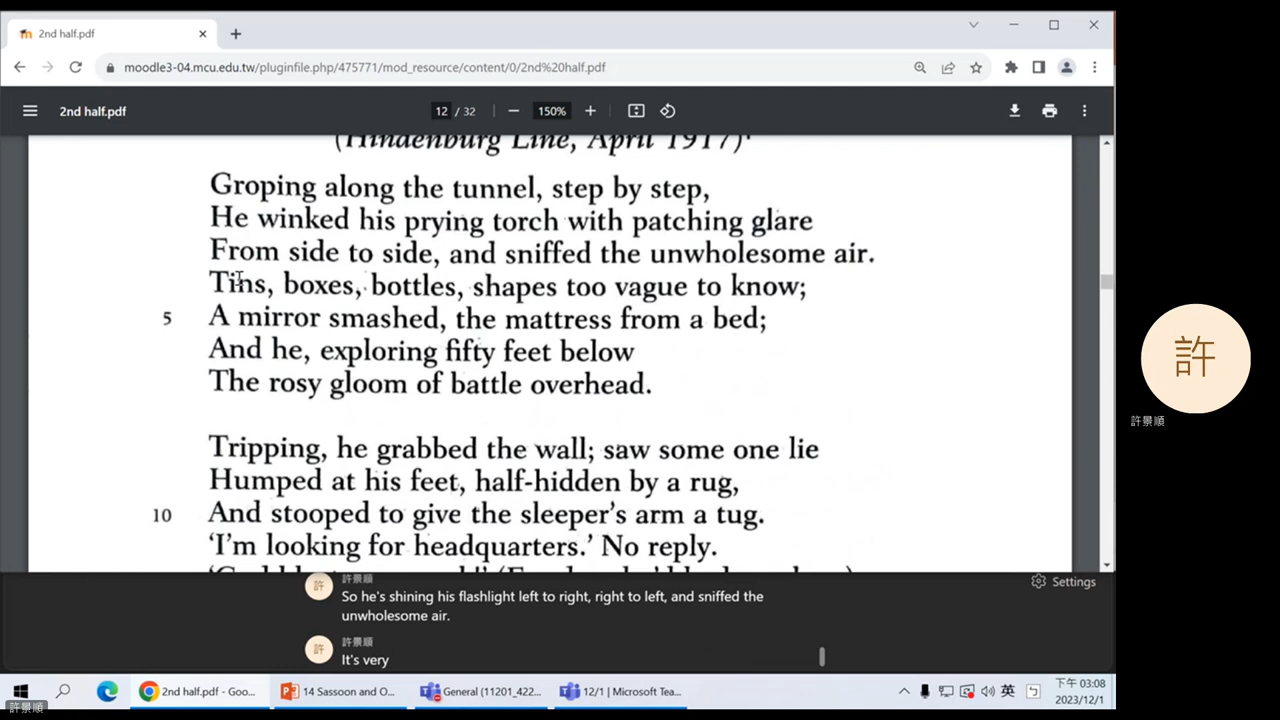 2nd half.pdf
moodle3-04.mcu.edu.tw/pluginfile.php/475771/mod_resource/content/0/2nd%20half.pdf
2nd half.pdf
12 / 32
150%
(Hindenburg Line, April 1917)¹
Groping along the tunnel, step by step,
He winked his prying torch with patching glare
From side to side, and sniffed the unwholesome air.
Tins, boxes, bottles, shapes too vague to know;
5 A mirror smashed, the mattress from a bed;
And he, exploring fifty feet below
The rosy gloom of battle overhead.
Tripping, he grabbed the wall; saw some one lie
Humped at his feet, half-hidden by a rug,
10 And stooped to give the sleeper's arm a tug.
'I'm looking for headquarters.' No reply.
許
許景順
許
許景順
So he's shining his flashlight left to right, right to left, and sniffed the
unwholesome air.
許
許景順
It's very
Settings
2nd half.pdf - Goo...
14 Sassoon and O...
General (11201_422...
12/1 | Microsoft Tea...
英
下午 03:08
2023/12/1
許景順